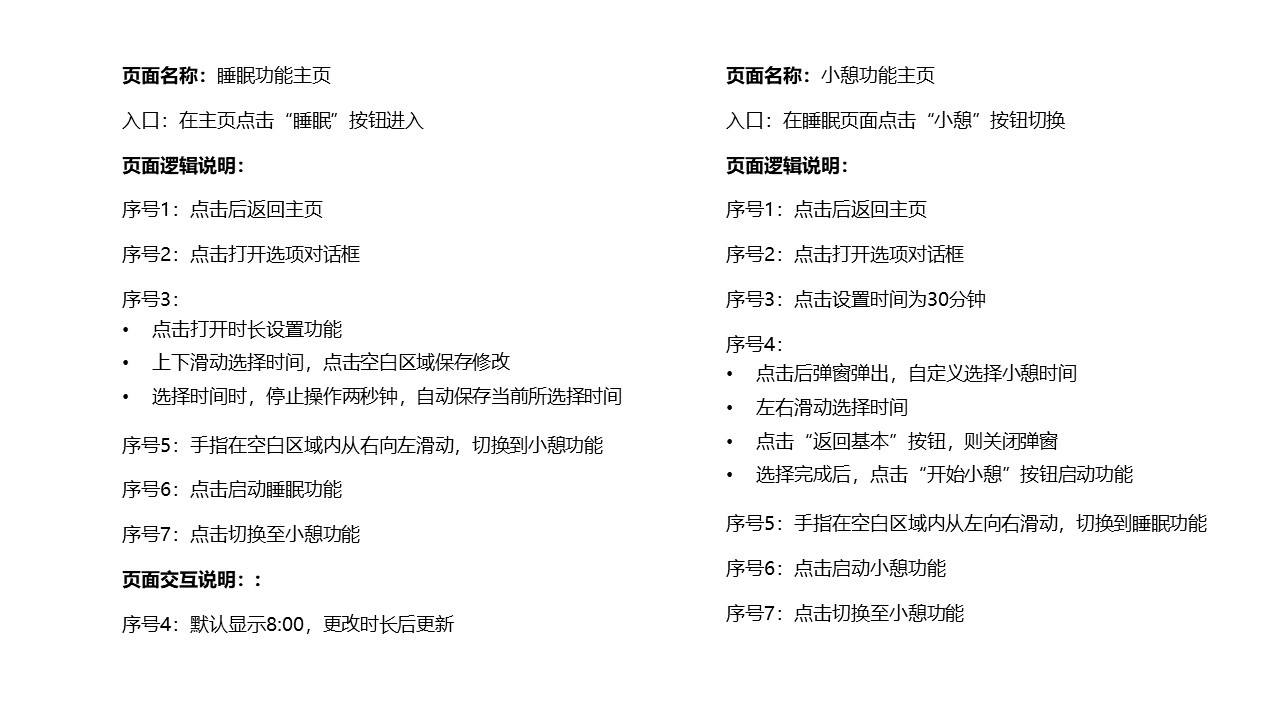 页面名称：睡眠功能主页
入口：在主页点击“睡眠”按钮进入
页面逻辑说明：
序号1：点击后返回主页
序号2：点击打开选项对话框
序号3：
• 点击打开时长设置功能
• 上下滑动选择时间，点击空白区域保存修改
• 选择时间时，停止操作两秒钟，自动保存当前所选择时间
序号5：手指在空白区域内从右向左滑动，切换到小憩功能
序号6：点击启动睡眠功能
序号7：点击切换至小憩功能
页面交互说明：:
序号4：默认显示8:00，更改时长后更新
页面名称：小憩功能主页
入口：在睡眠页面点击“小憩”按钮切换
页面逻辑说明：
序号1：点击后返回主页
序号2：点击打开选项对话框
序号3：点击设置时间为30分钟
序号4：
• 点击后弹窗弹出，自定义选择小憩时间
• 左右滑动选择时间
• 点击“返回基本”按钮，则关闭弹窗
• 选择完成后，点击“开始小憩”按钮启动功能
序号5：手指在空白区域内从左向右滑动，切换到睡眠功能
序号6：点击启动小憩功能
序号7：点击切换至小憩功能